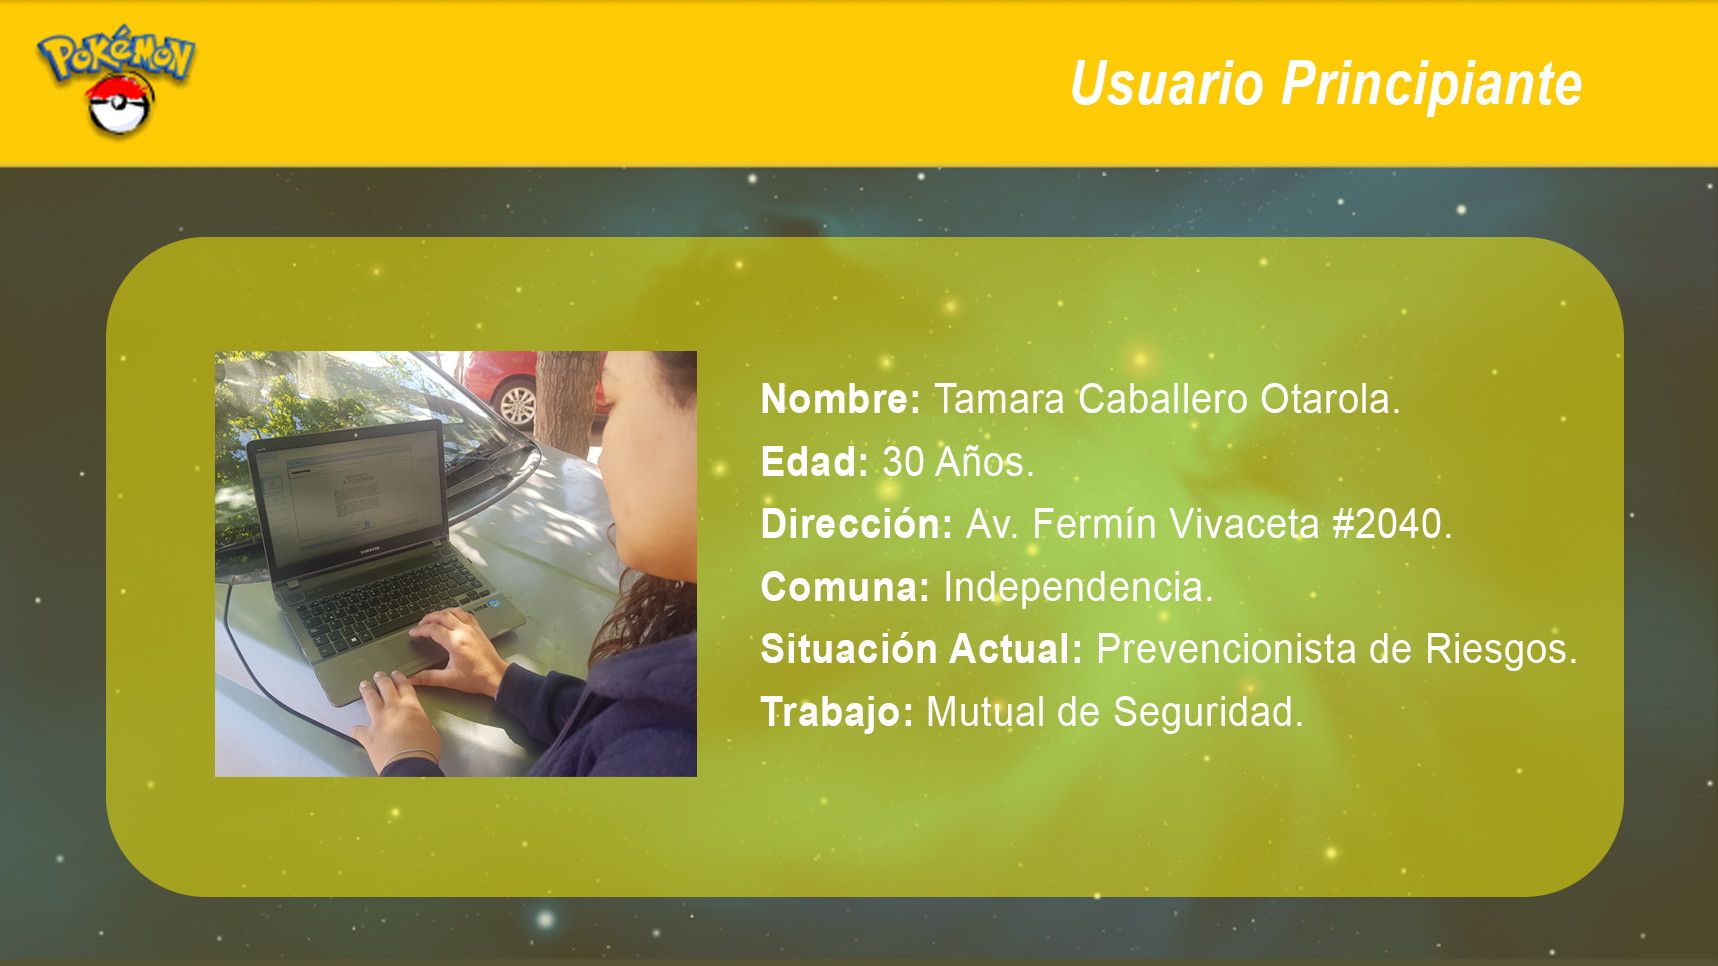 POKéMON
Usuario Principiante
Nombre: Tamara Caballero Otarola.
Edad: 30 Años.
Dirección: Av. Fermín Vivaceta #2040.
Comuna: Independencia.
Situación Actual: Prevencionista de Riesgos.
Trabajo: Mutual de Seguridad.
SAMSUNG